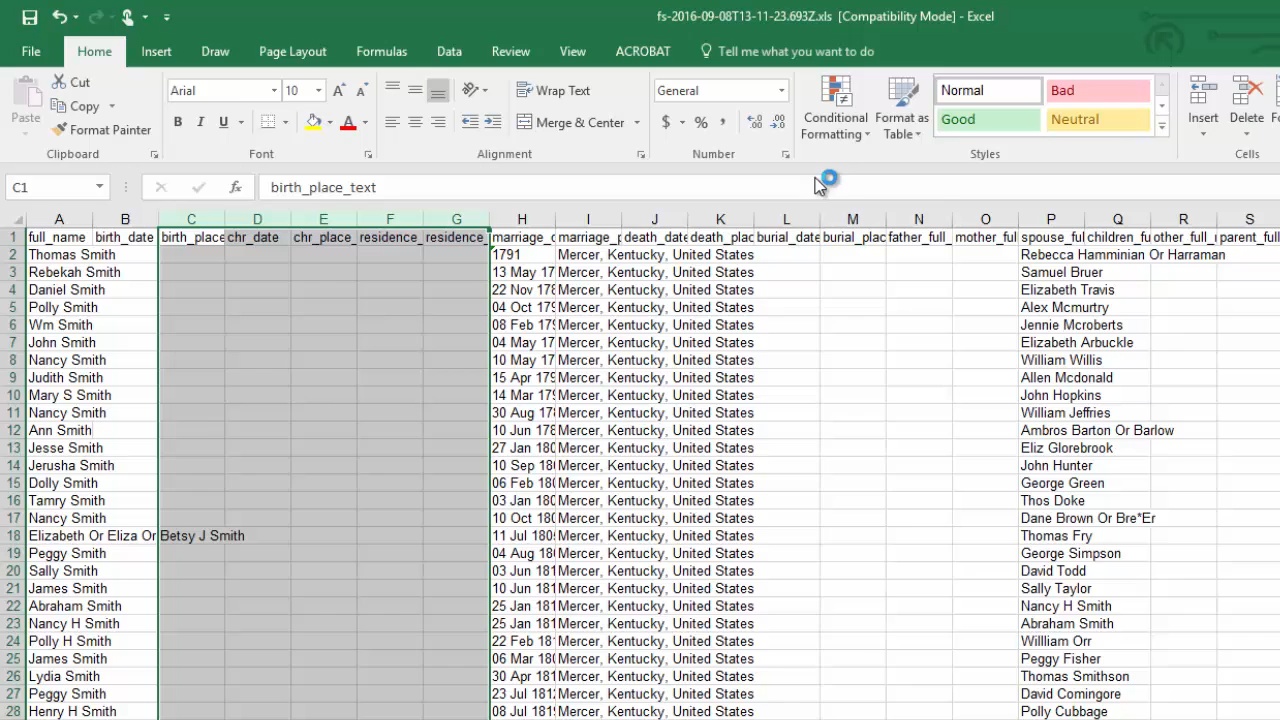 fs-2016-09-08T13-11-23.693Z.xls [Compatibility Mode] - Excel
File Home Insert Draw Page Layout Formulas Data Review View ACROBAT Tell me what you want to do
Paste Cut Copy Format Painter Clipboard
Arial 10 A A B I U A Font
Wrap Text Merge & Center Alignment
General $ % , Number
Conditional Formatting Format as Table Normal Bad Good Neutral Styles
Insert Delete Cells
C1 fx birth_place_text
A B C D E F G H I J K L M N O P Q R S
1 full_name birth_date birth_place chr_date chr_place_ residence_ residence_ marriage_ marriage_ death_date death_plac burial_date burial_plac father_full_ mother_ful spouse_ful children_fu other_full_ parent_full
2 Thomas Smith 1791 Mercer, Kentucky, United States Rebecca Hamminian Or Harraman
3 Rebekah Smith 13 May 17 Mercer, Kentucky, United States Samuel Bruer
4 Daniel Smith 22 Nov 178 Mercer, Kentucky, United States Elizabeth Travis
5 Polly Smith 04 Oct 179 Mercer, Kentucky, United States Alex Mcmurtry
6 Wm Smith 08 Feb 179 Mercer, Kentucky, United States Jennie Mcroberts
7 John Smith 04 May 17 Mercer, Kentucky, United States Elizabeth Arbuckle
8 Nancy Smith 10 May 17 Mercer, Kentucky, United States William Willis
9 Judith Smith 15 Apr 179 Mercer, Kentucky, United States Allen Mcdonald
10 Mary S Smith 14 Mar 179 Mercer, Kentucky, United States John Hopkins
11 Nancy Smith 30 Aug 178 Mercer, Kentucky, United States William Jeffries
12 Ann Smith 10 Jun 178 Mercer, Kentucky, United States Ambros Barton Or Barlow
13 Jesse Smith 27 Jan 180 Mercer, Kentucky, United States Eliz Glorebrook
14 Jerusha Smith 10 Sep 180 Mercer, Kentucky, United States John Hunter
15 Dolly Smith 06 Feb 180 Mercer, Kentucky, United States George Green
16 Tamry Smith 03 Jan 180 Mercer, Kentucky, United States Thos Doke
17 Nancy Smith 10 Oct 180 Mercer, Kentucky, United States Dane Brown Or Bre*Er
18 Elizabeth Or Eliza Or Betsy J Smith 11 Jul 180 Mercer, Kentucky, United States Thomas Fry
19 Peggy Smith 04 Aug 180 Mercer, Kentucky, United States George Simpson
20 Sally Smith 03 Jun 181 Mercer, Kentucky, United States David Todd
21 James Smith 10 Jun 181 Mercer, Kentucky, United States Sally Taylor
22 Abraham Smith 25 Jan 181 Mercer, Kentucky, United States Nancy H Smith
23 Nancy H Smith 25 Jan 181 Mercer, Kentucky, United States Abraham Smith
24 Polly H Smith 22 Feb 181 Mercer, Kentucky, United States Willliam Orr
25 James Smith 06 Mar 180 Mercer, Kentucky, United States Peggy Fisher
26 Lydia Smith 30 Apr 181 Mercer, Kentucky, United States Thomas Smithson
27 Peggy Smith 23 Jul 1812 Mercer, Kentucky, United States David Comingore
28 Henry H Smith 08 Jul 1819 Mercer, Kentucky, United States Polly Cubbage